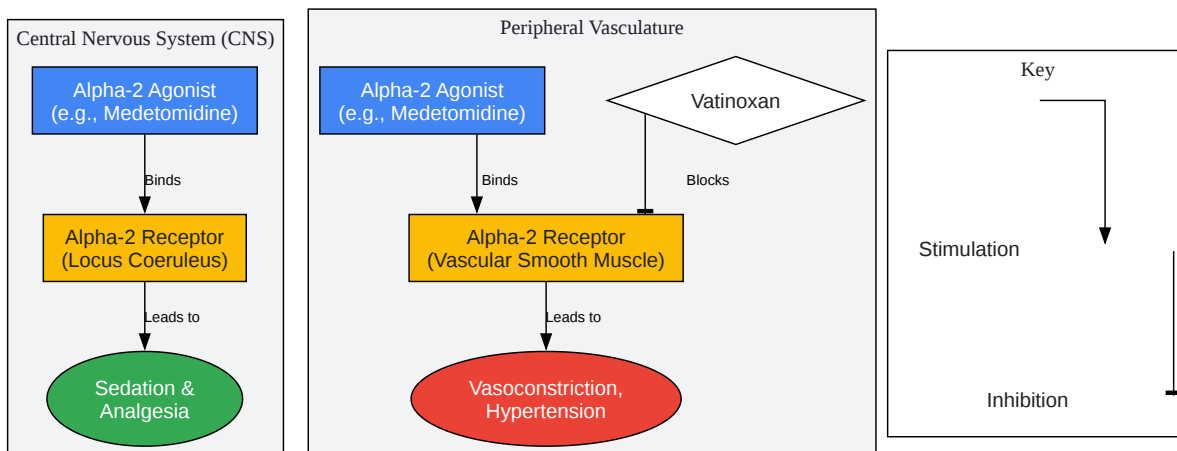 Central Nervous System (CNS)
Alpha-2 Agonist
(e.g., Medetomidine)
Binds
Alpha-2 Receptor
(Locus Coeruleus)
Leads to
Sedation &
Analgesia
Peripheral Vasculature
Alpha-2 Agonist
(e.g., Medetomidine)
Vatinoxan
Binds
Blocks
Alpha-2 Receptor
(Vascular Smooth Muscle)
Leads to
Vasoconstriction,
Hypertension
Key
Stimulation
Inhibition